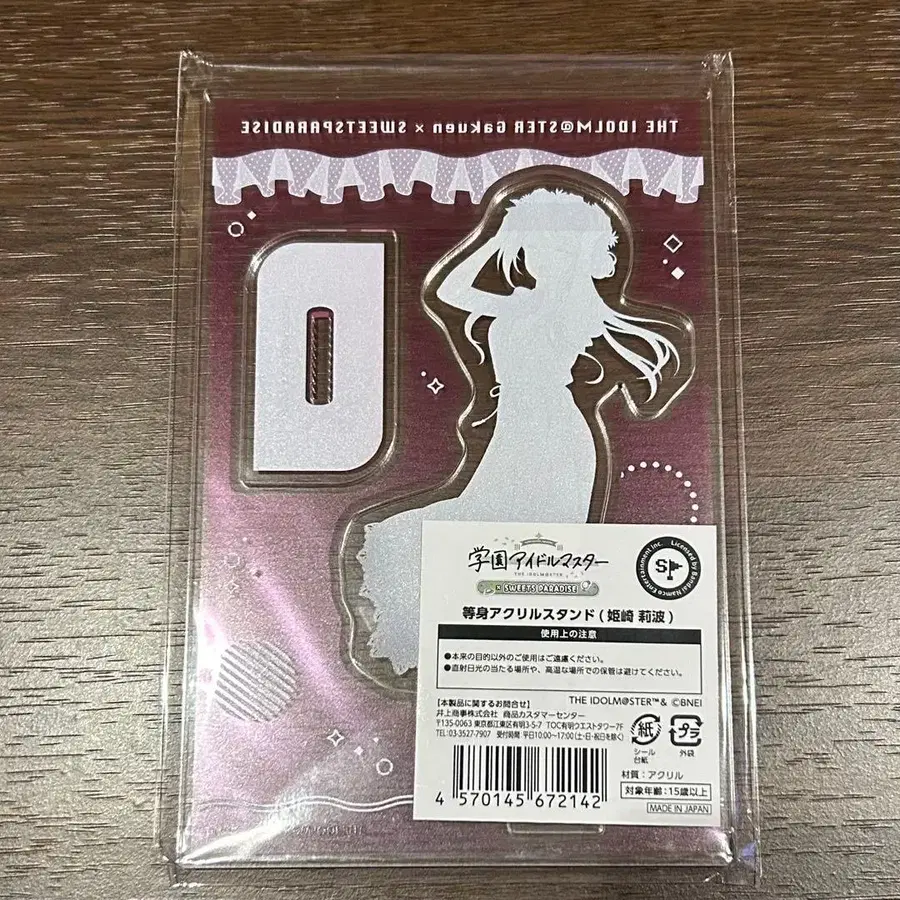 THE IDOLM@STER Gakuen × SWEETSPARADISE
学園アイドルマスター
THE IDOLM@STER
× SWEETS PARADISE
Licensed by Bandai Namco Entertainment Inc.
等身アクリルスタンド(姫崎 莉波)
使用上の注意
●本来の目的以外のご使用はご遠慮ください。
●直射日光の当たる場所や、高温な場所での保管は避けてください。
THE IDOLM@STER™& ©BNEI
【本製品に関するお問合せ】
井上商事株式会社 商品カスタマーセンター
〒135-0063 東京都江東区有明3-5-7 TOC有明ウエストタワー7F
TEL:03-3527-7907 受付時間 平日10:00~17:00(土・日・祝日を除く)
紙
シール
台紙
プラ
外袋
材質:アクリル
対象年齢:15歳以上
4 570145 672142
MADE IN JAPAN